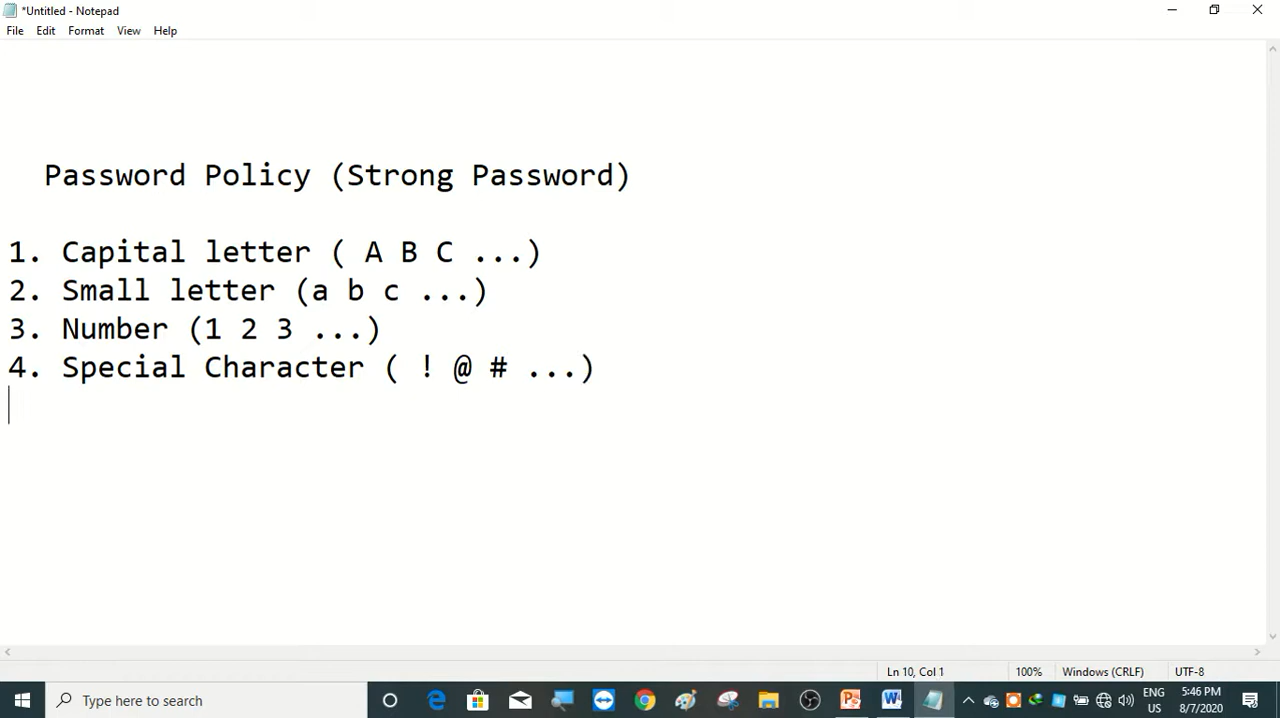 *Untitled - Notepad
File Edit Format View Help
Password Policy (Strong Password)
1. Capital letter ( A B C ...)
2. Small letter (a b c ...)
3. Number (1 2 3 ...)
4. Special Character ( ! @ # ...)
Ln 10, Col 1 100% Windows (CRLF) UTF-8
Type here to search
ENG 5:46 PM
US 8/7/2020